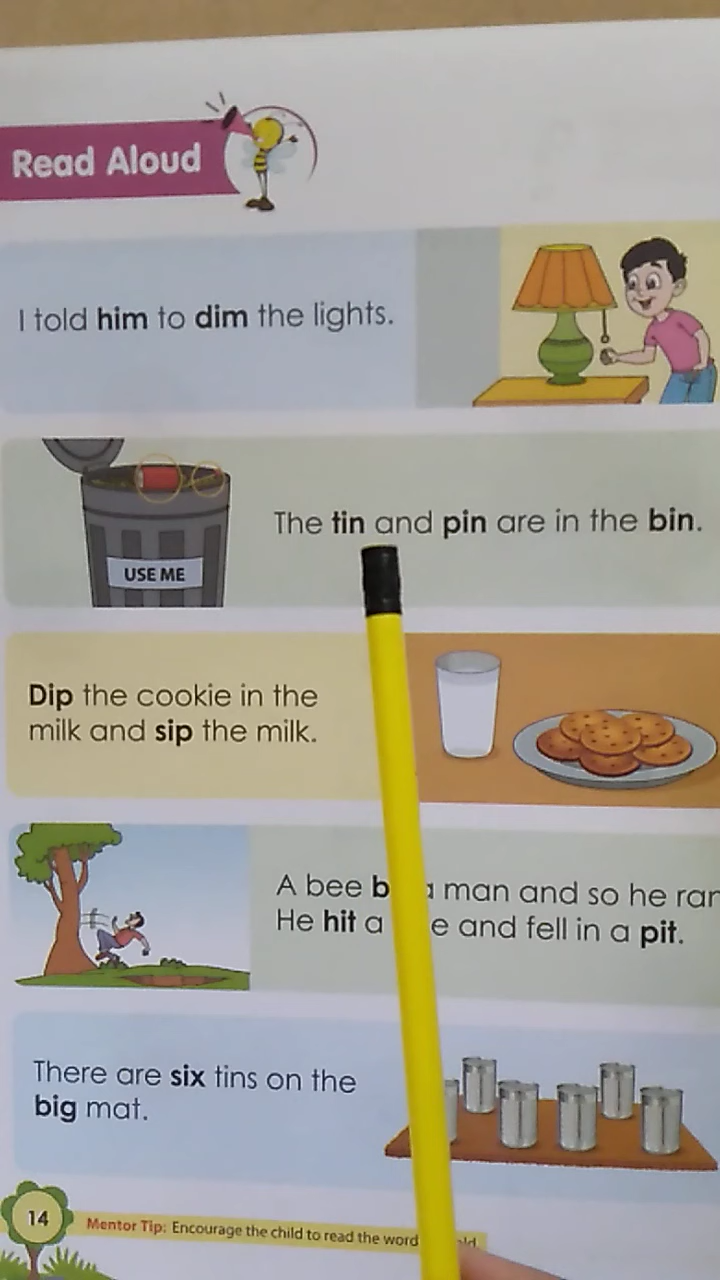 Read Aloud
I told him to dim the lights.
USE ME
The tin and pin are in the bin.
Dip the cookie in the
milk and sip the milk.
A bee a man and so he ran
He hit a and fell in a pit.
There are six tins on the
big mat.
14
Mentor Tip: Encourage the child to read the word